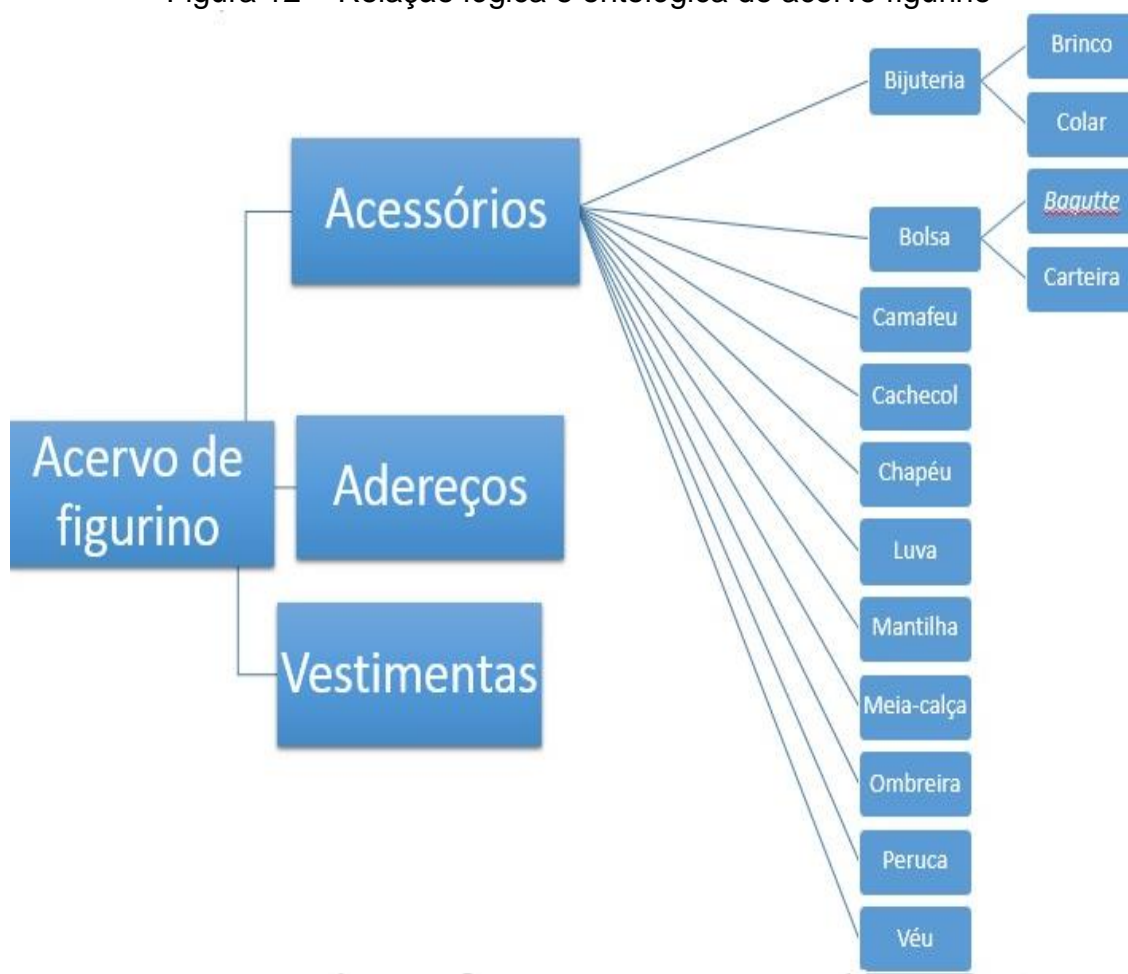 Figura 12 – Relação lógica e ontológica do acervo figurino
Acervo de
figurino
Acessórios
Adereços
Vestimentas
Bijuteria
Brinco
Colar
Bolsa
Bagutte
Carteira
Camafeu
Cachecol
Chapéu
Luva
Mantilha
Meia-calça
Ombreira
Peruca
Véu